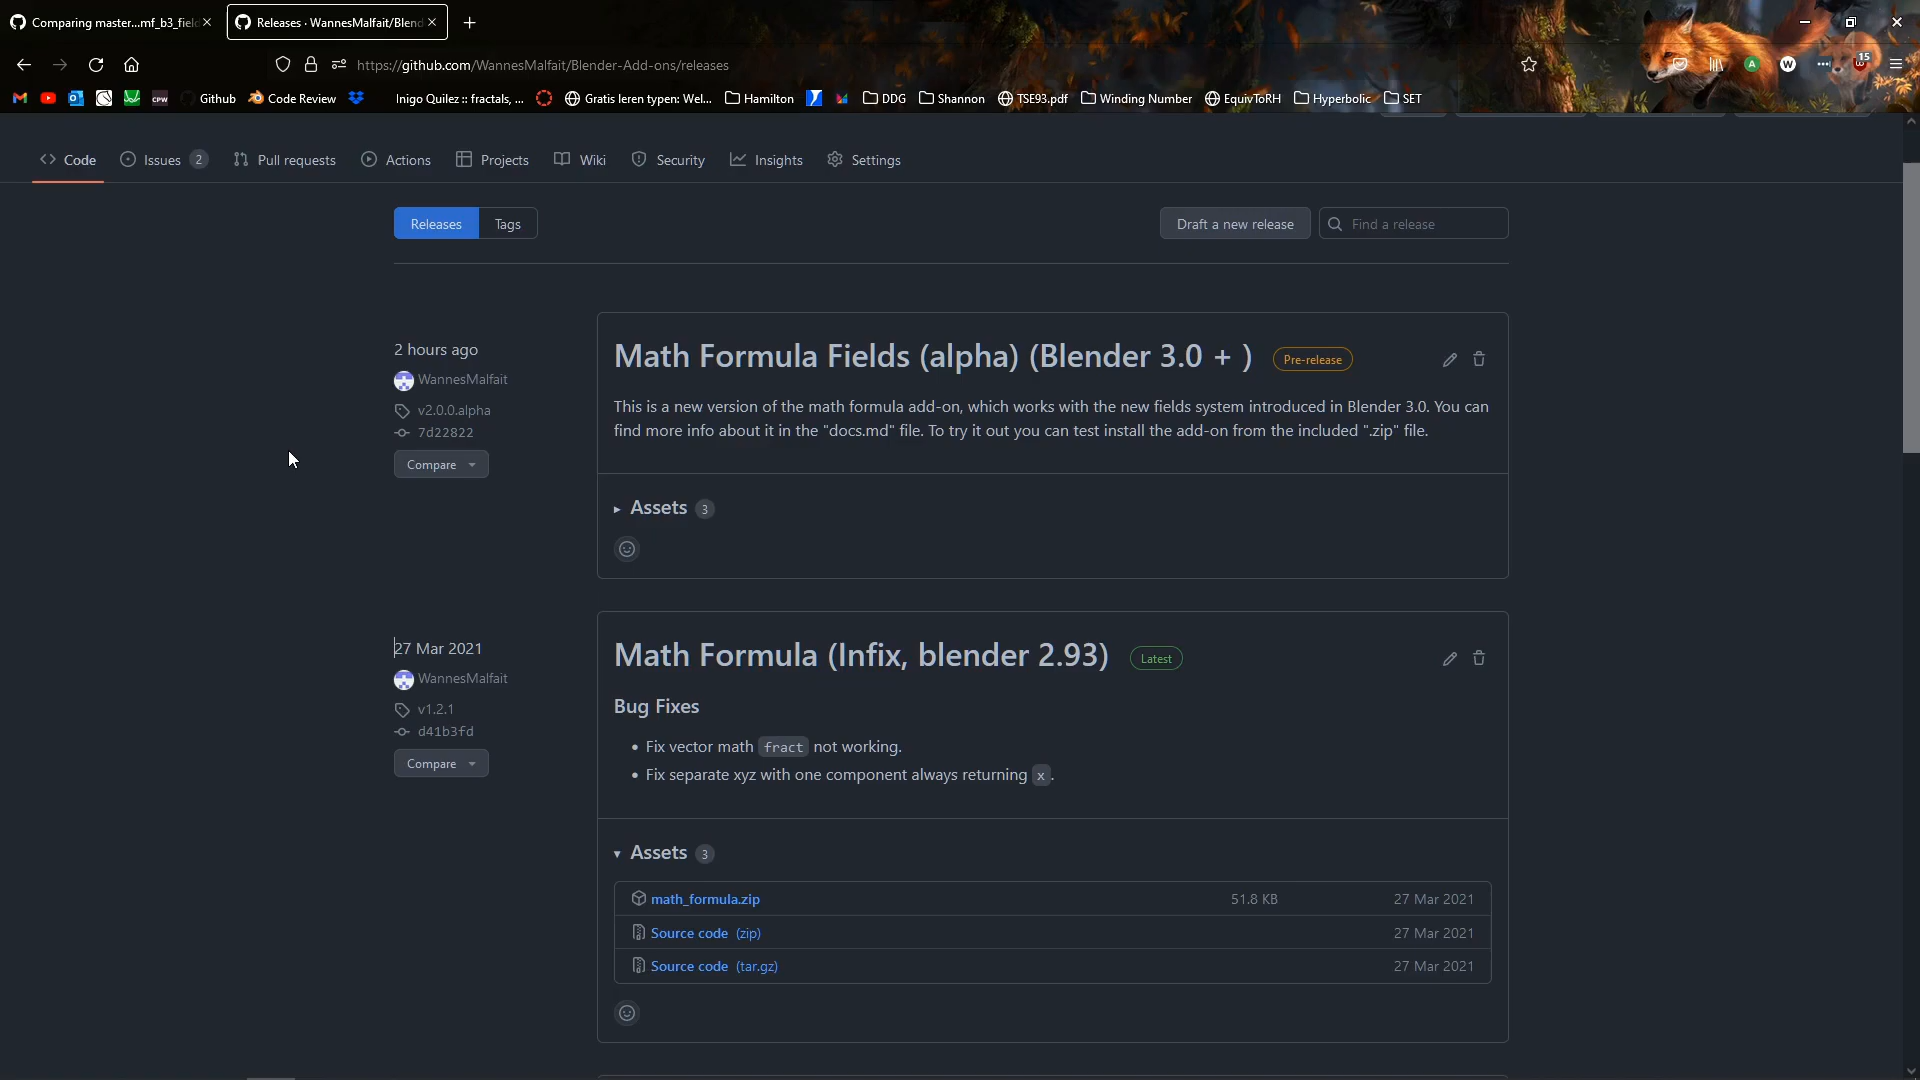 Comparing master...mf_b3_fiel
Releases · WannesMalfait/Blend
https://github.com/WannesMalfait/Blender-Add-ons/releases
15
Github
Code Review
Inigo Quilez :: fractals, ...
Gratis leren typen: Wel...
Hamilton
DDG
Shannon
TSE93.pdf
Winding Number
EquivToRH
Hyperbolic
SET
Code
Issues 2
Pull requests
Actions
Projects
Wiki
Security
Insights
Settings
Releases
Tags
Draft a new release
Find a release
2 hours ago
WannesMalfait
v2.0.0.alpha
7d22822
Compare
Math Formula Fields (alpha) (Blender 3.0 + ) Pre-release
This is a new version of the math formula add-on, which works with the new fields system introduced in Blender 3.0. You can
find more info about it in the "docs.md" file. To try it out you can test install the add-on from the included ".zip" file.
Assets 3
27 Mar 2021
WannesMalfait
v1.2.1
d41b3fd
Compare
Math Formula (Infix, blender 2.93) Latest
Bug Fixes
• Fix vector math fract not working.
• Fix separate xyz with one component always returning x.
Assets 3
math_formula.zip 51.8 KB 27 Mar 2021
Source code (zip) 27 Mar 2021
Source code (tar.gz) 27 Mar 2021